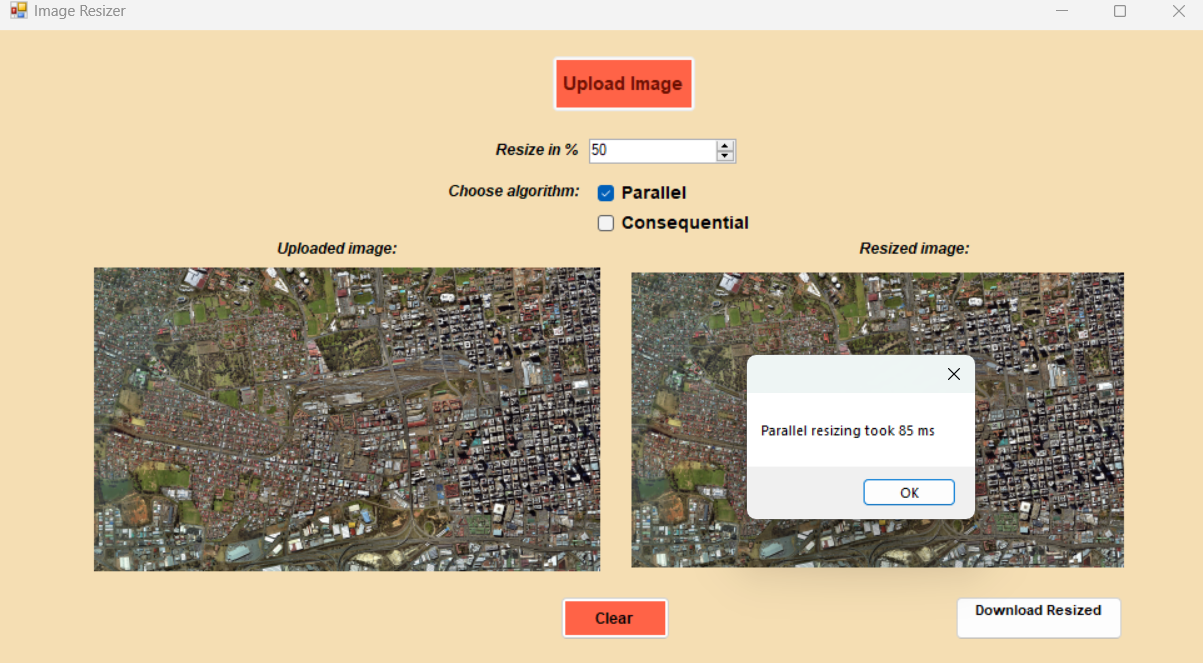 Image Resizer
Upload Image
Resize in % 50
Choose algorithm: Parallel
Consequential
Uploaded image:
Resized image:
Parallel resizing took 85 ms
OK
Clear
Download Resized